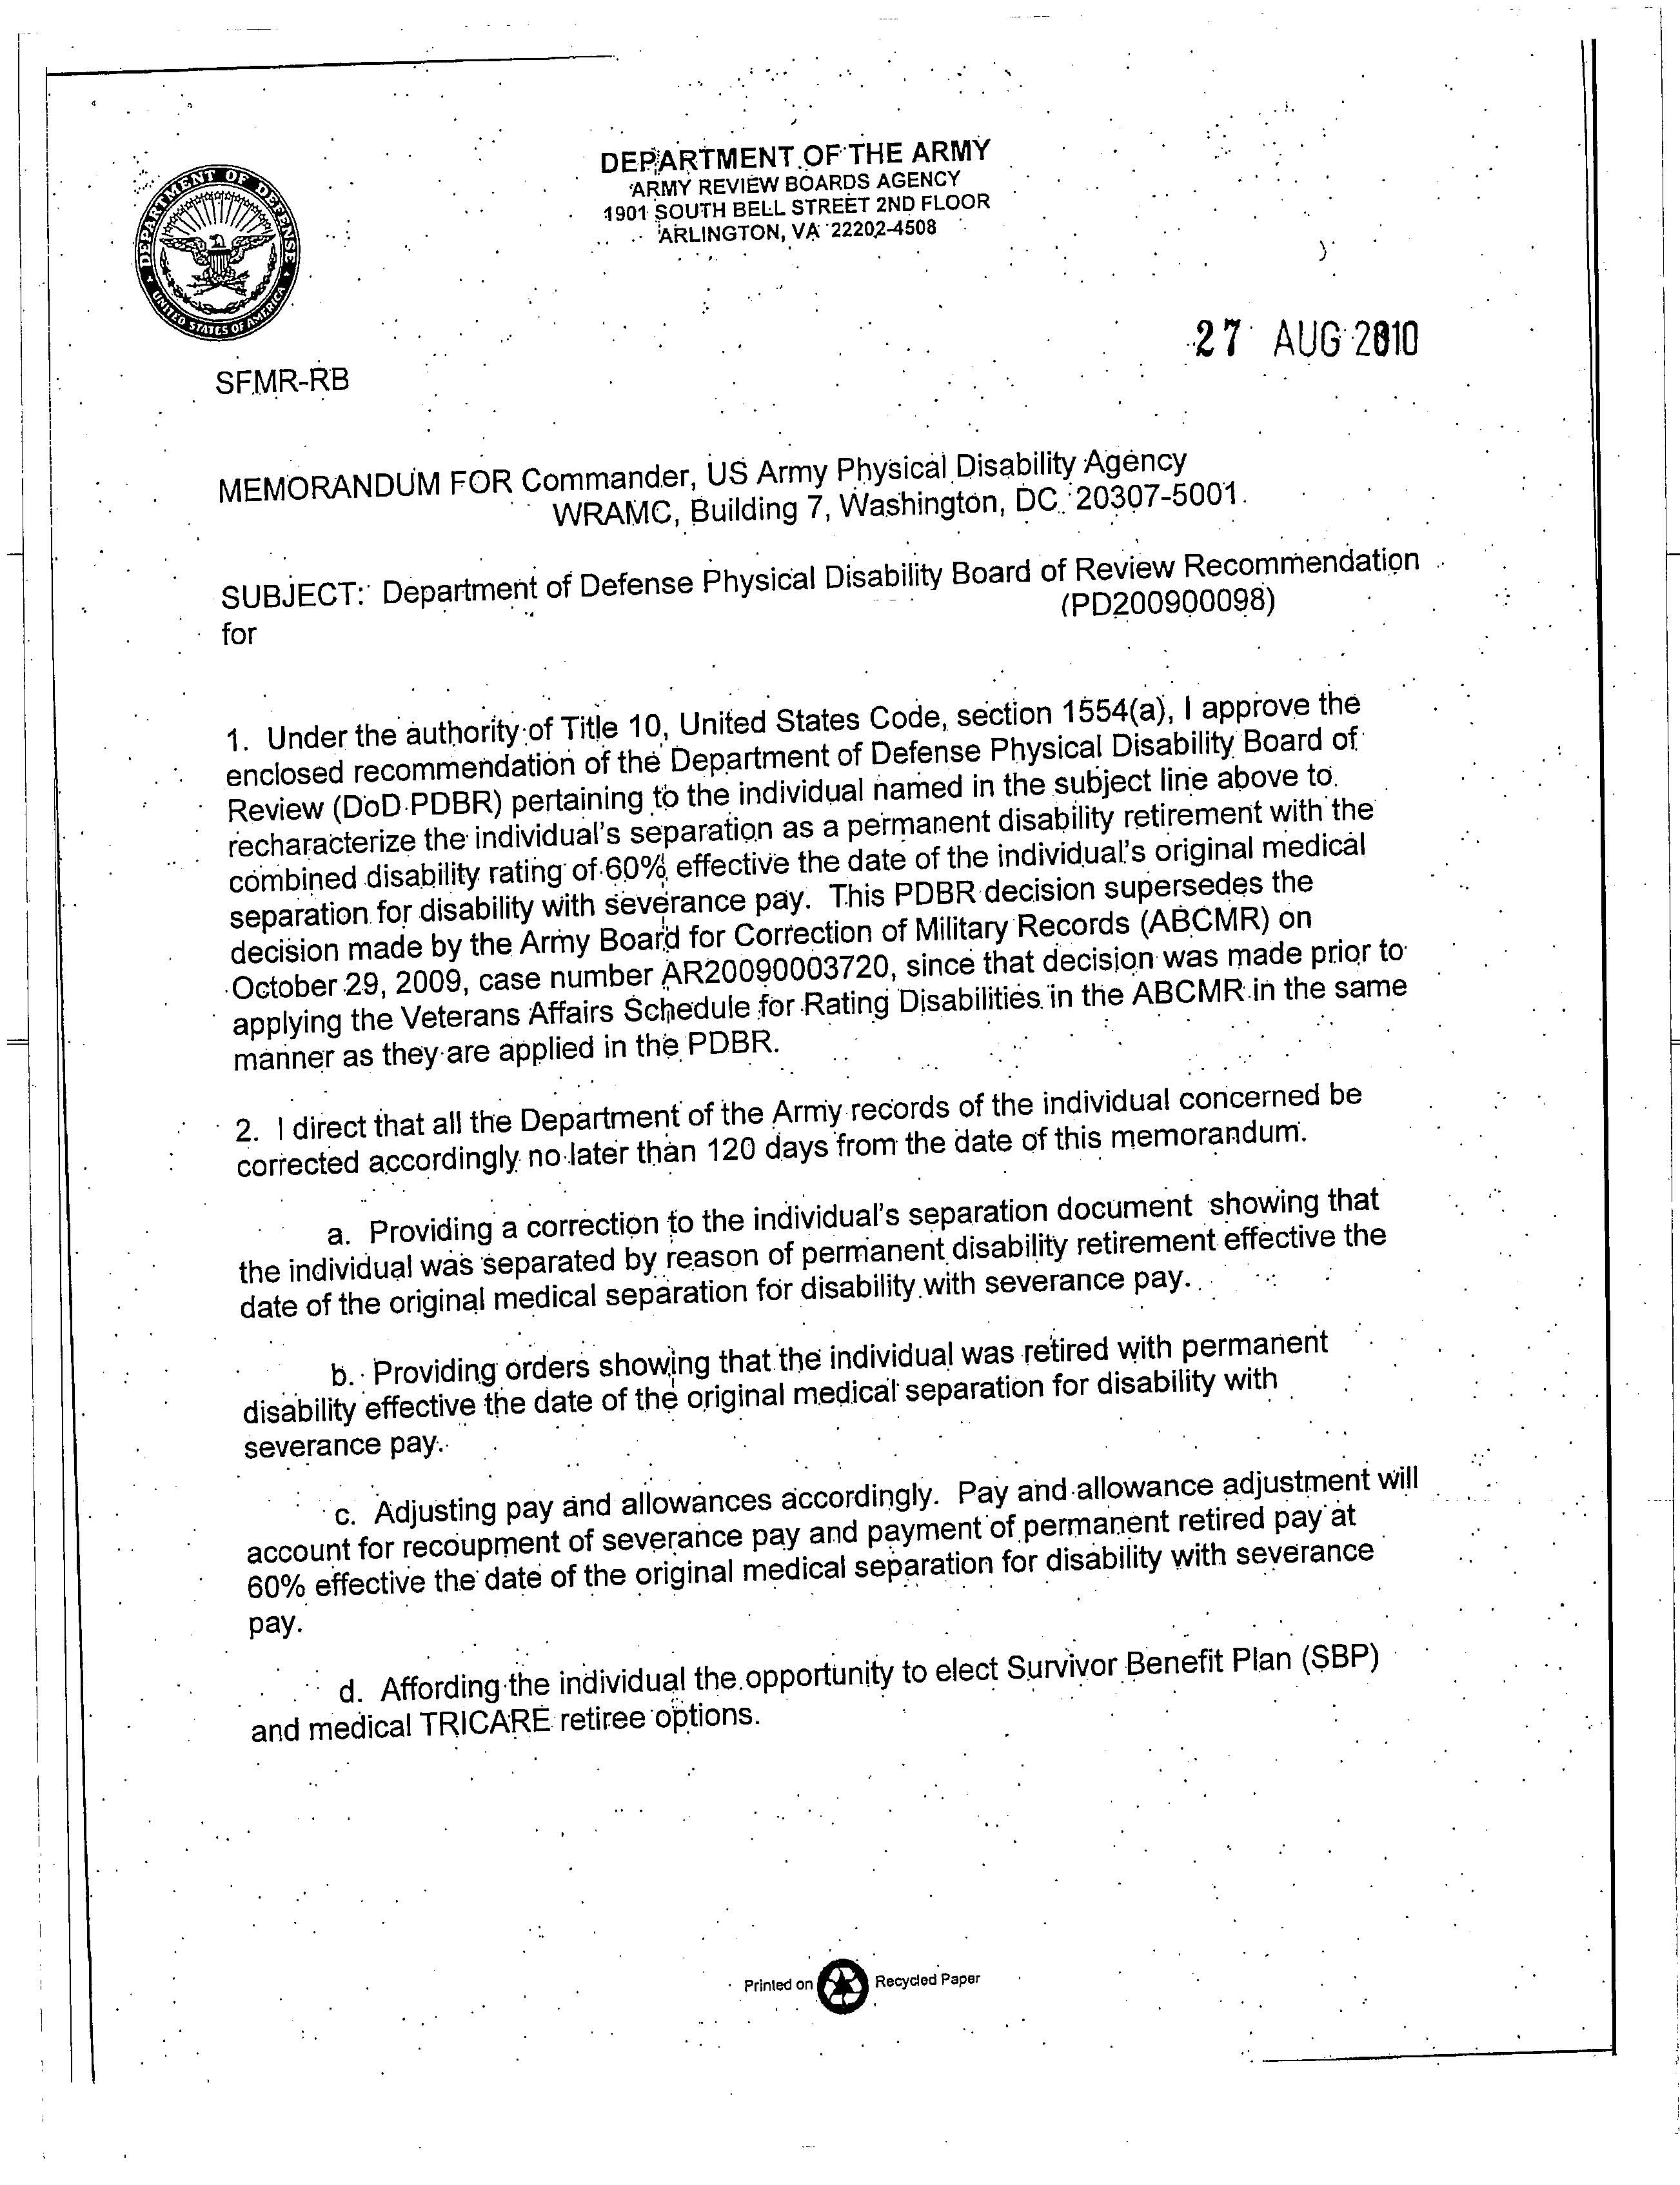 DEPARTMENT OF THE ARMY
ARMY REVIEW BOARDS AGENCY
1901 SOUTH BELL STREET 2ND FLOOR
ARLINGTON, VA 22202-4508
DEPARTMENT OF DEFENSE
UNITED STATES OF AMERICA
27 AUG 2010
SFMR-RB
MEMORANDUM FOR Commander, US Army Physical Disability Agency
WRAMC, Building 7, Washington, DC 20307-5001
SUBJECT: Department of Defense Physical Disability Board of Review Recommendation
for (PD200900098)
1. Under the authority of Title 10, United States Code, section 1554(a), I approve the
enclosed recommendation of the Department of Defense Physical Disability Board of
Review (DoD PDBR) pertaining to the individual named in the subject line above to
recharacterize the individual's separation as a permanent disability retirement with the
combined disability rating of 60% effective the date of the individual's original medical
separation for disability with severance pay. This PDBR decision supersedes the
decision made by the Army Board for Correction of Military Records (ABCMR) on
October 29, 2009, case number AR20090003720, since that decision was made prior to
applying the Veterans Affairs Schedule for Rating Disabilities in the ABCMR in the same
manner as they are applied in the PDBR.
2. I direct that all the Department of the Army records of the individual concerned be
corrected accordingly no later than 120 days from the date of this memorandum.
a. Providing a correction to the individual's separation document showing that
the individual was separated by reason of permanent disability retirement effective the
date of the original medical separation for disability with severance pay.
b. Providing orders showing that the individual was retired with permanent
disability effective the date of the original medical separation for disability with
severance pay.
c. Adjusting pay and allowances accordingly. Pay and allowance adjustment will
account for recoupment of severance pay and payment of permanent retired pay at
60% effective the date of the original medical separation for disability with severance
pay.
d. Affording the individual the opportunity to elect Survivor Benefit Plan (SBP)
and medical TRICARE retiree options.
Printed on Recycled Paper